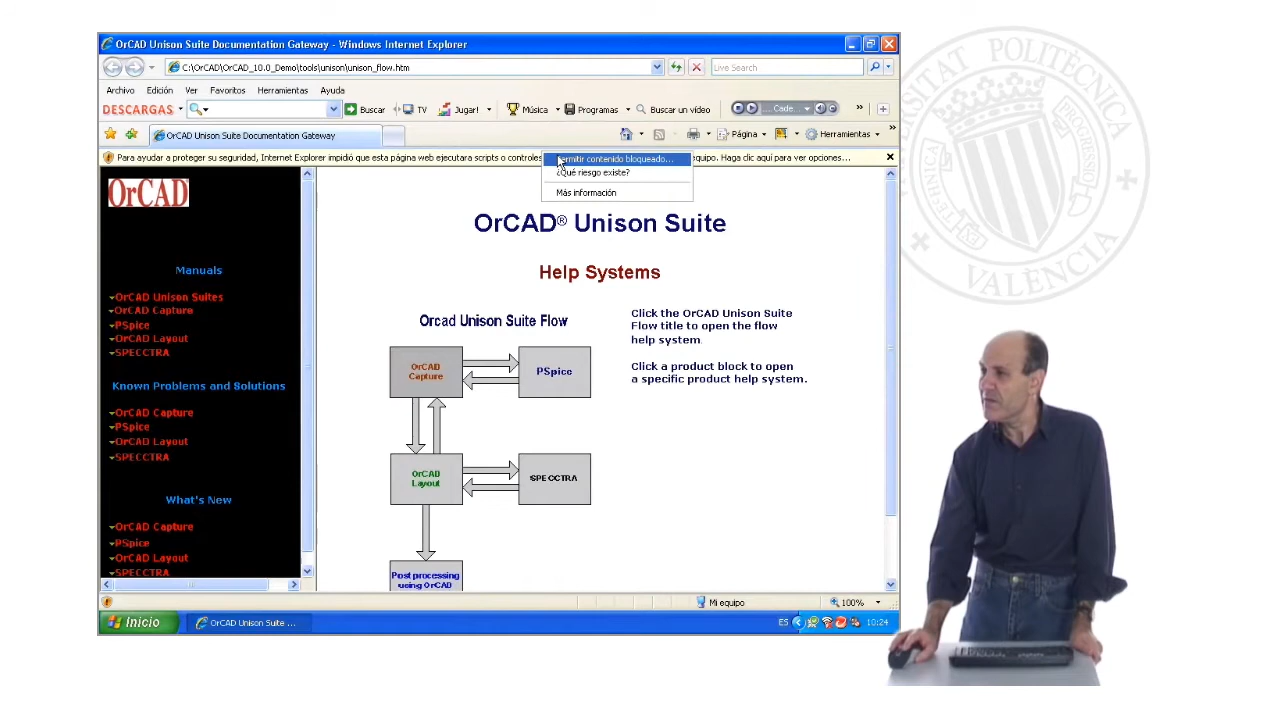 OrCAD Unison Suite Documentation Gateway - Windows Internet Explorer
C:\OrCAD\OrCAD_10.0_Demo\tools\unison\unison_flow.htm
Live Search
Archivo Edición Ver Favoritos Herramientas Ayuda
DESCARGAS Buscar TV Jugar! Música Programas Buscar un vídeo Cade... »
OrCAD Unison Suite Documentation Gateway
Página Herramientas »
Para ayudar a proteger su seguridad, Internet Explorer impidió que esta página web ejecutara scripts o controles
equipo. Haga clic aquí para ver opciones...
contenido bloqueado...
¿Qué riesgo existe?
Más información
OrCAD
Manuals
OrCAD Unison Suites
OrCAD Capture
PSpice
OrCAD Layout
SPECCTRA
Known Problems and Solutions
OrCAD Capture
PSpice
OrCAD Layout
SPECCTRA
What's New
OrCAD Capture
PSpice
OrCAD Layout
SPECCTRA
OrCAD® Unison Suite
Help Systems
Orcad Unison Suite Flow
OrCAD
Capture
PSpice
OrCAD
Layout
SPECCTRA
Post processing
using OrCAD
Click the OrCAD Unison Suite
Flow title to open the flow
help system.
Click a product block to open
a specific product help system.
Mi equipo
100%
Inicio
OrCAD Unison Suite ...
ES
10:24
POLITÈCNICA
VALÈNCIA